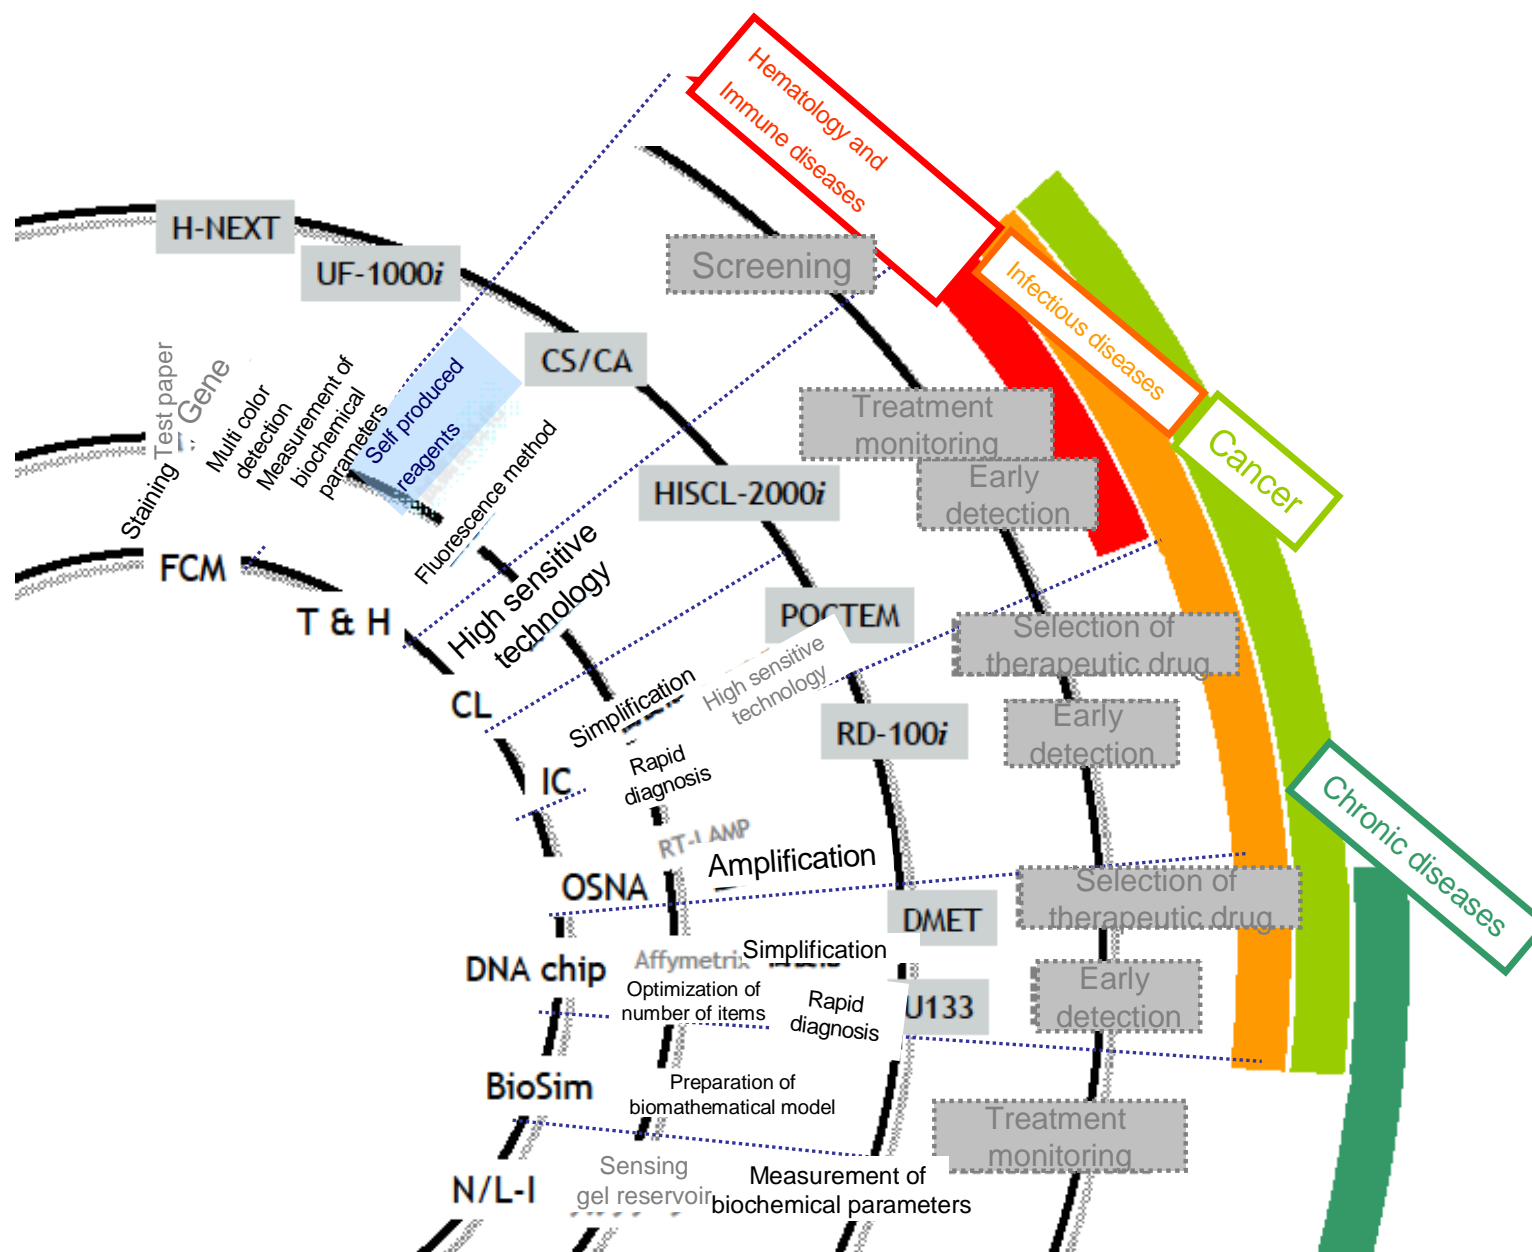 Hematology and
Immune diseases
Infectious diseases
Cancer
Chronic diseases
H-NEXT
UF-1000i
CS/CA
HISCL-2000i
POCTEM
RD-100i
DMET
U133
Screening
Treatment
monitoring
Early
detection
Selection of
therapeutic drug
Early
detection
Selection of
therapeutic drug
Early
detection
Treatment
monitoring
Test paper
Gene
Staining
Multi color
detection
Measurement of
biochemical
parameters
Self produced
reagents
Fluorescence method
High sensitive
technology
Simplification
High sensitive
technology
Rapid
diagnosis
RT-LAMP
Amplification
Affymetrix
Simplification
Optimization of
number of items
Rapid
diagnosis
Preparation of
biomathematical model
Sensing
gel reservoir
Measurement of
biochemical parameters
FCM
T & H
CL
IC
OSNA
DNA chip
BioSim
N/L-I